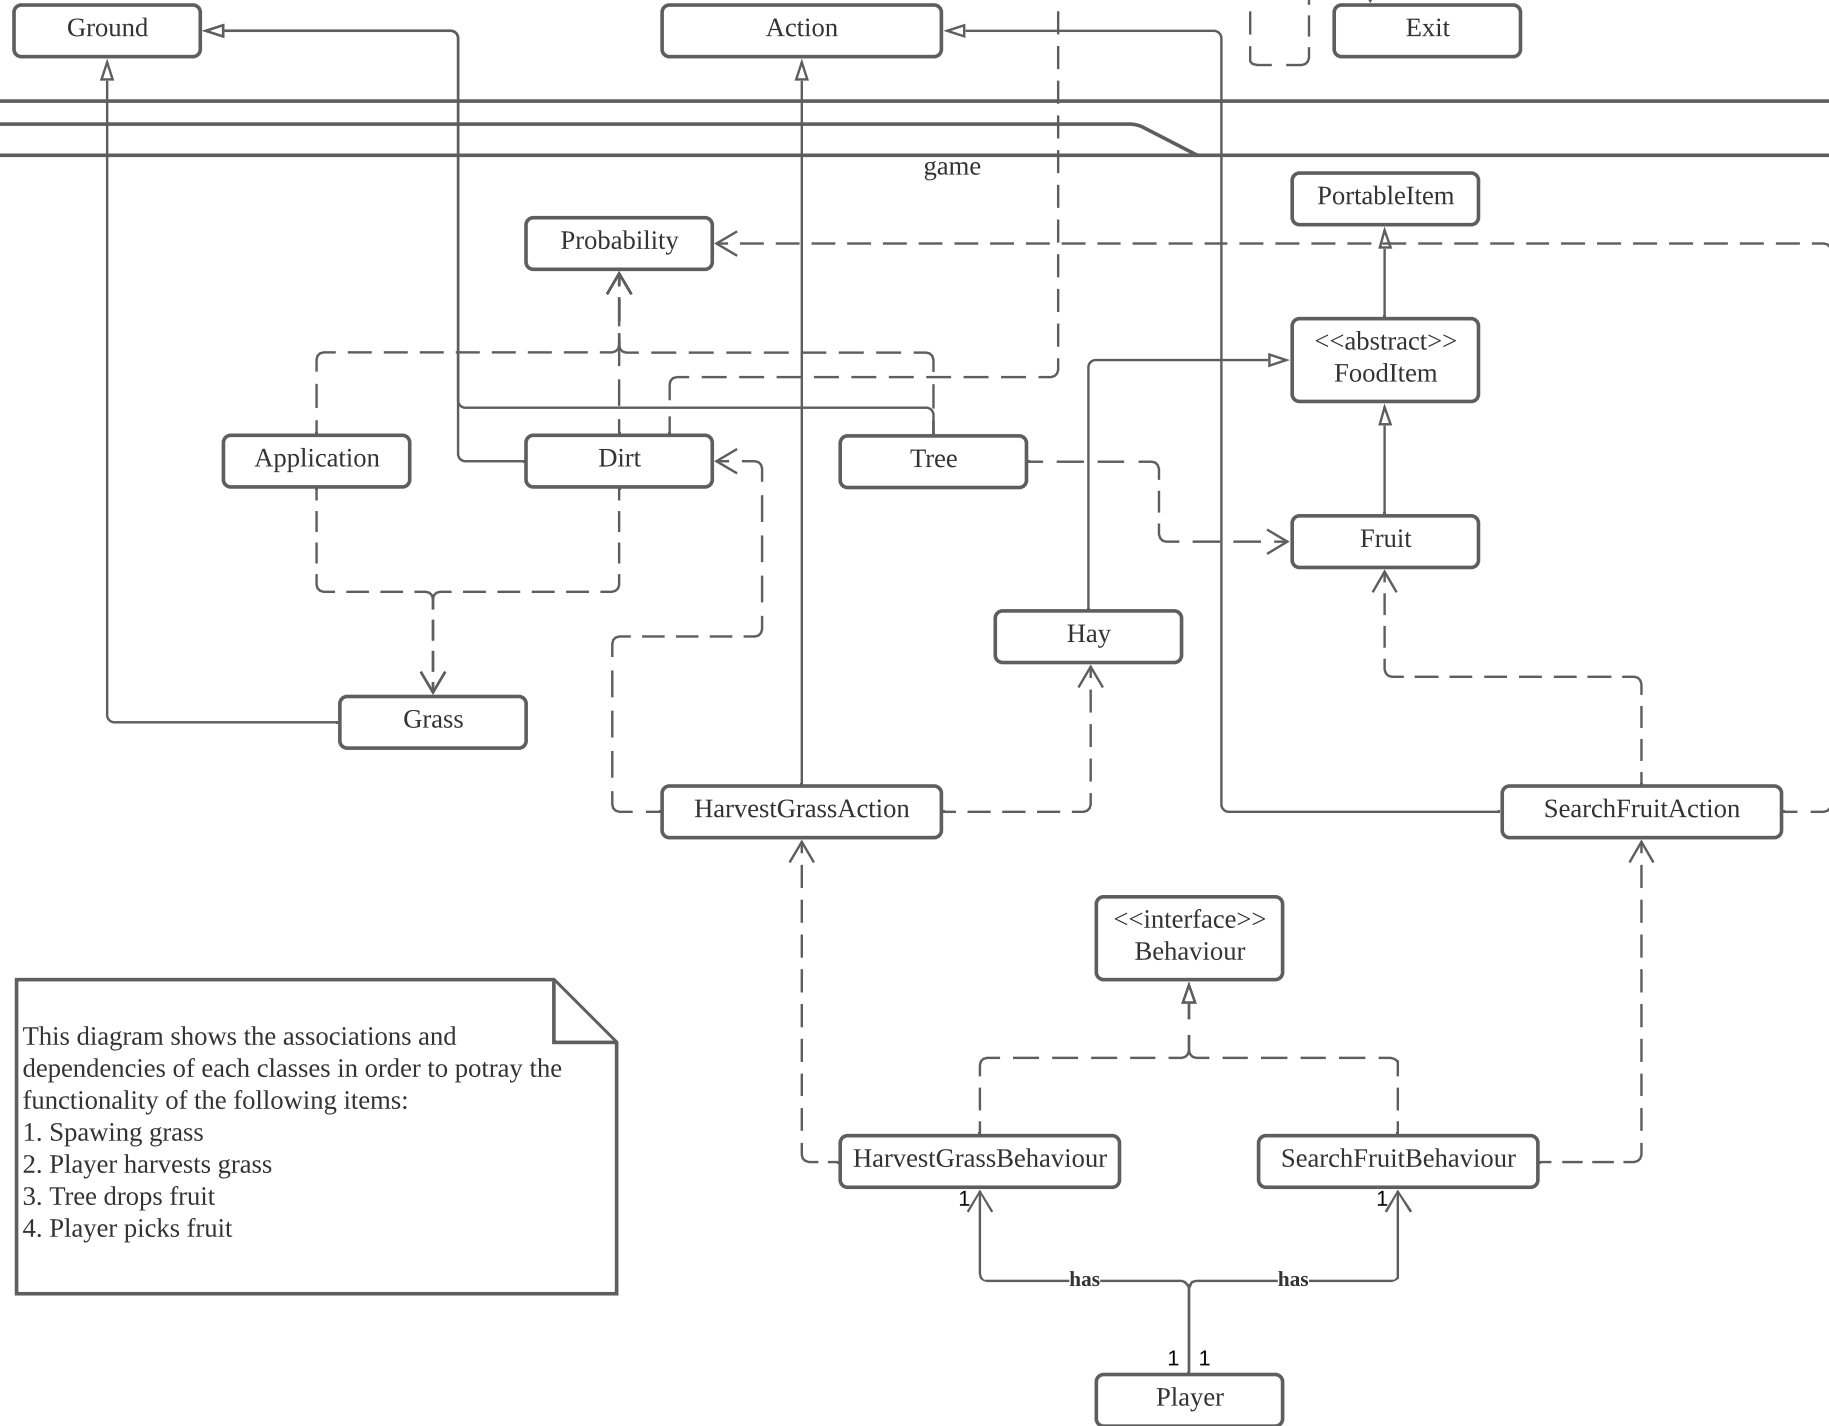 Ground
Action
Exit
game
PortableItem
Probability
<<abstract>>
FoodItem
Application
Dirt
Tree
Fruit
Hay
Grass
HarvestGrassAction
SearchFruitAction
<<interface>>
Behaviour
This diagram shows the associations and
dependencies of each classes in order to potray the
functionality of the following items:
1. Spawing grass
2. Player harvests grass
3. Tree drops fruit
4. Player picks fruit
HarvestGrassBehaviour
SearchFruitBehaviour
1
1
has
has
1
1
Player